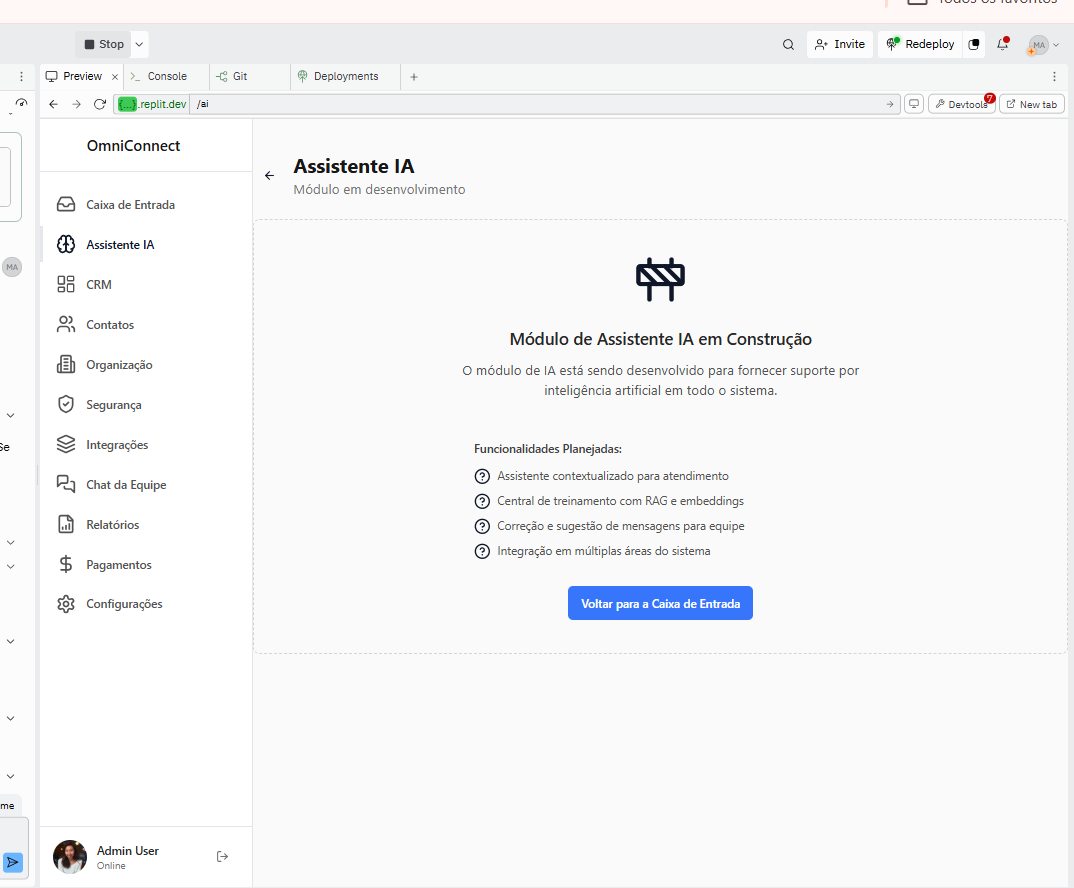 Todos os favoritos
Stop
Invite
Redeploy
MA
Preview
Console
Git
Deployments
{...}.replit.dev
/ai
Devtools
7
New tab
OmniConnect
Caixa de Entrada
Assistente IA
CRM
Contatos
Organização
Segurança
Integrações
Chat da Equipe
Relatórios
Pagamentos
Configurações
Admin User
Online
Assistente IA
Módulo em desenvolvimento
Módulo de Assistente IA em Construção
O módulo de IA está sendo desenvolvido para fornecer suporte por
inteligência artificial em todo o sistema.
Funcionalidades Planejadas:
Assistente contextualizado para atendimento
Central de treinamento com RAG e embeddings
Correção e sugestão de mensagens para equipe
Integração em múltiplas áreas do sistema
Voltar para a Caixa de Entrada
MA
Se
me